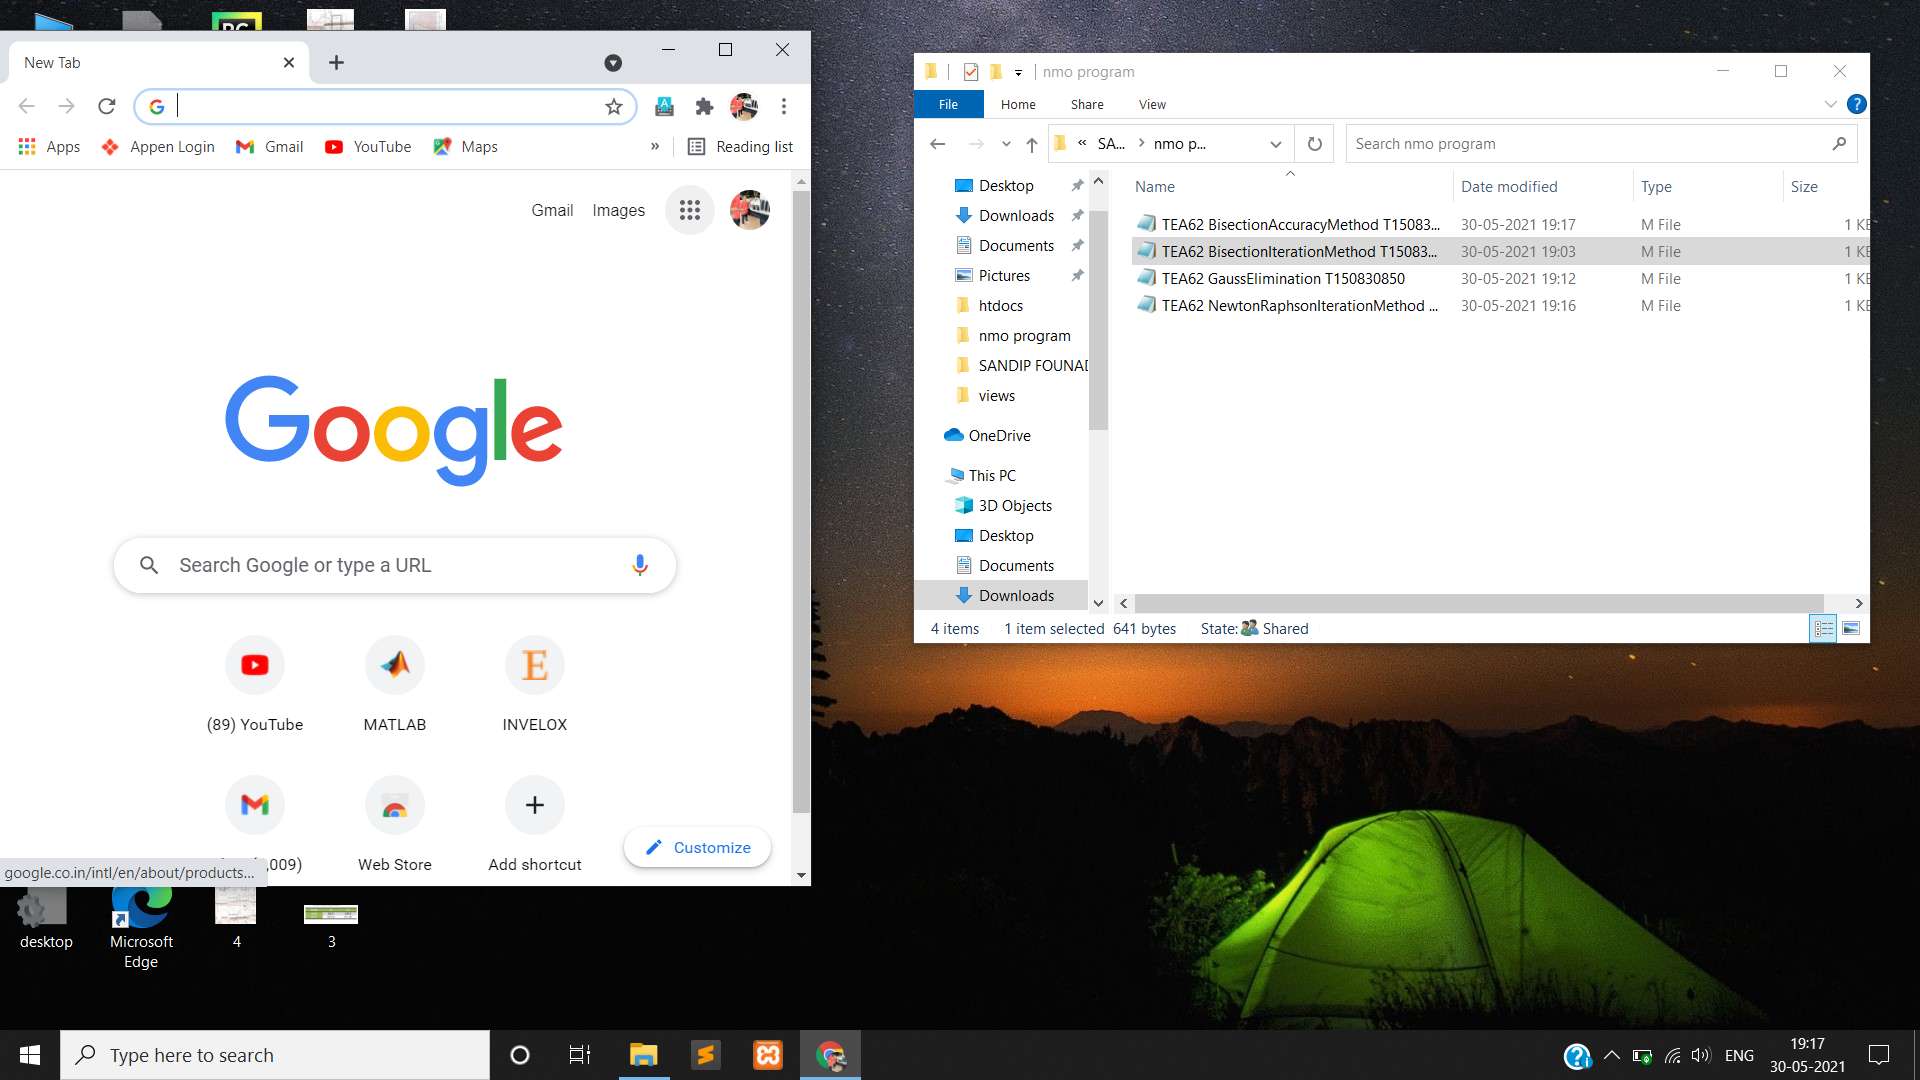 PC
New Tab
Apps Appen Login Gmail YouTube Maps » Reading list
Gmail Images
Google
Search Google or type a URL
(89) YouTube MATLAB INVELOX
,009) Web Store Add shortcut
Customize
google.co.in/intl/en/about/products...
nmo program
File Home Share View
« SA... > nmo p...
Search nmo program
Desktop
Downloads
Documents
Pictures
htdocs
nmo program
SANDIP FOUNAD
views
OneDrive
This PC
3D Objects
Desktop
Documents
Downloads
Name Date modified Type Size
TEA62 BisectionAccuracyMethod T15083... 30-05-2021 19:17 M File 1 KB
TEA62 BisectionIterationMethod T15083... 30-05-2021 19:03 M File 1 KB
TEA62 GaussElimination T150830850 30-05-2021 19:12 M File 1 KB
TEA62 NewtonRaphsonIterationMethod ... 30-05-2021 19:16 M File 1 KB
4 items 1 item selected 641 bytes State: Shared
desktop
Microsoft
Edge
4
3
Type here to search
ENG
19:17
30-05-2021